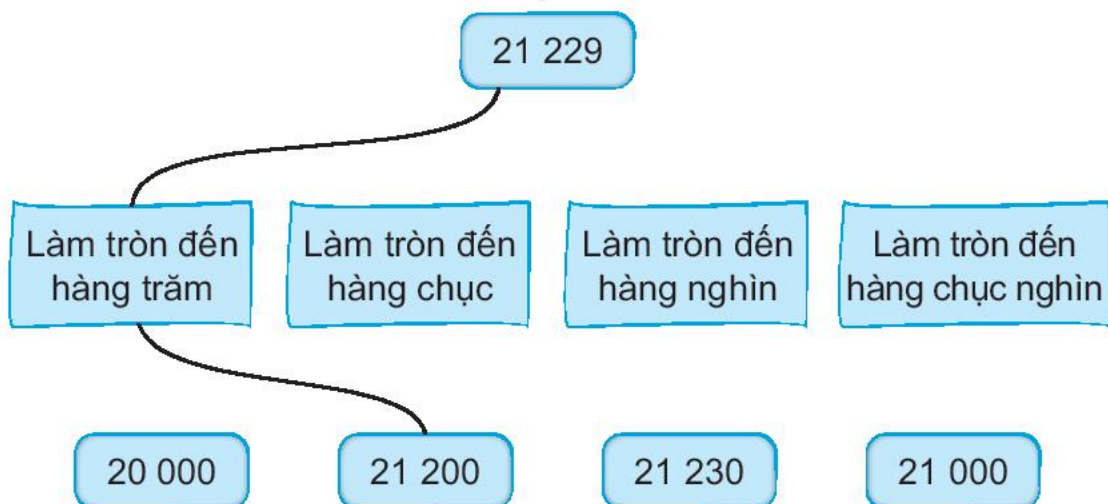 21 229
Làm tròn đến
hàng trăm
Làm tròn đến
hàng chục
Làm tròn đến
hàng nghìn
Làm tròn đến
hàng chục nghìn
20 000
21 200
21 230
21 000